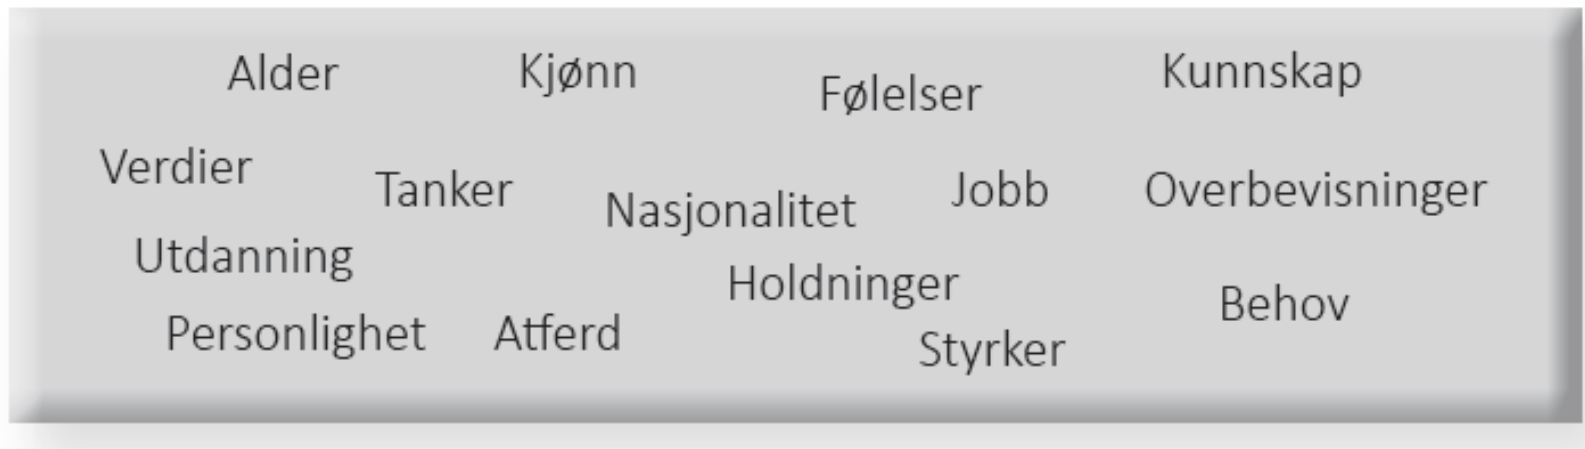 Alder Kjønn Følelser Kunnskap
Verdier Tanker Nasjonalitet Jobb Overbevisninger
Utdanning Holdninger Behov
Personlighet Atferd Styrker